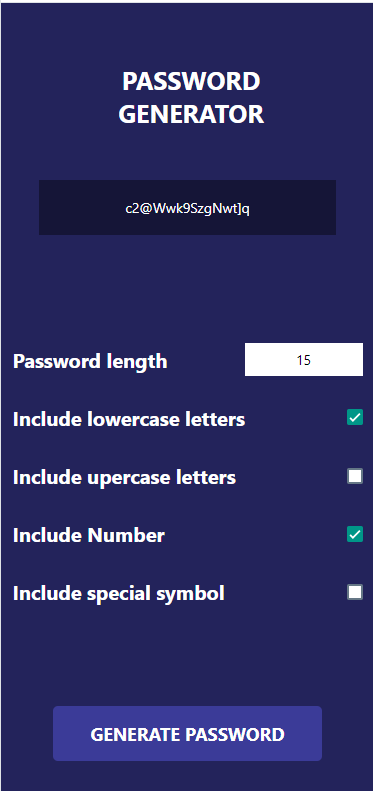 PASSWORD
GENERATOR
c2@Wwk9SzgNwt]q
Password length
15
Include lowercase letters
Include upercase letters
Include Number
Include special symbol
GENERATE PASSWORD